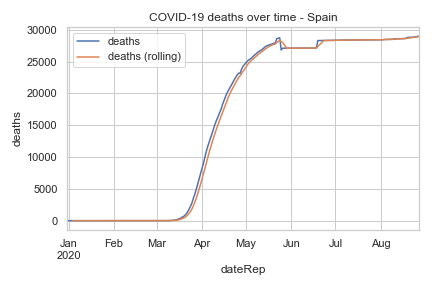 COVID-19 deaths over time - Spain
deaths
deaths (rolling)
30000
25000
20000
15000
10000
5000
0
deaths
Jan Feb Mar Apr May Jun Jul Aug
2020
dateRep